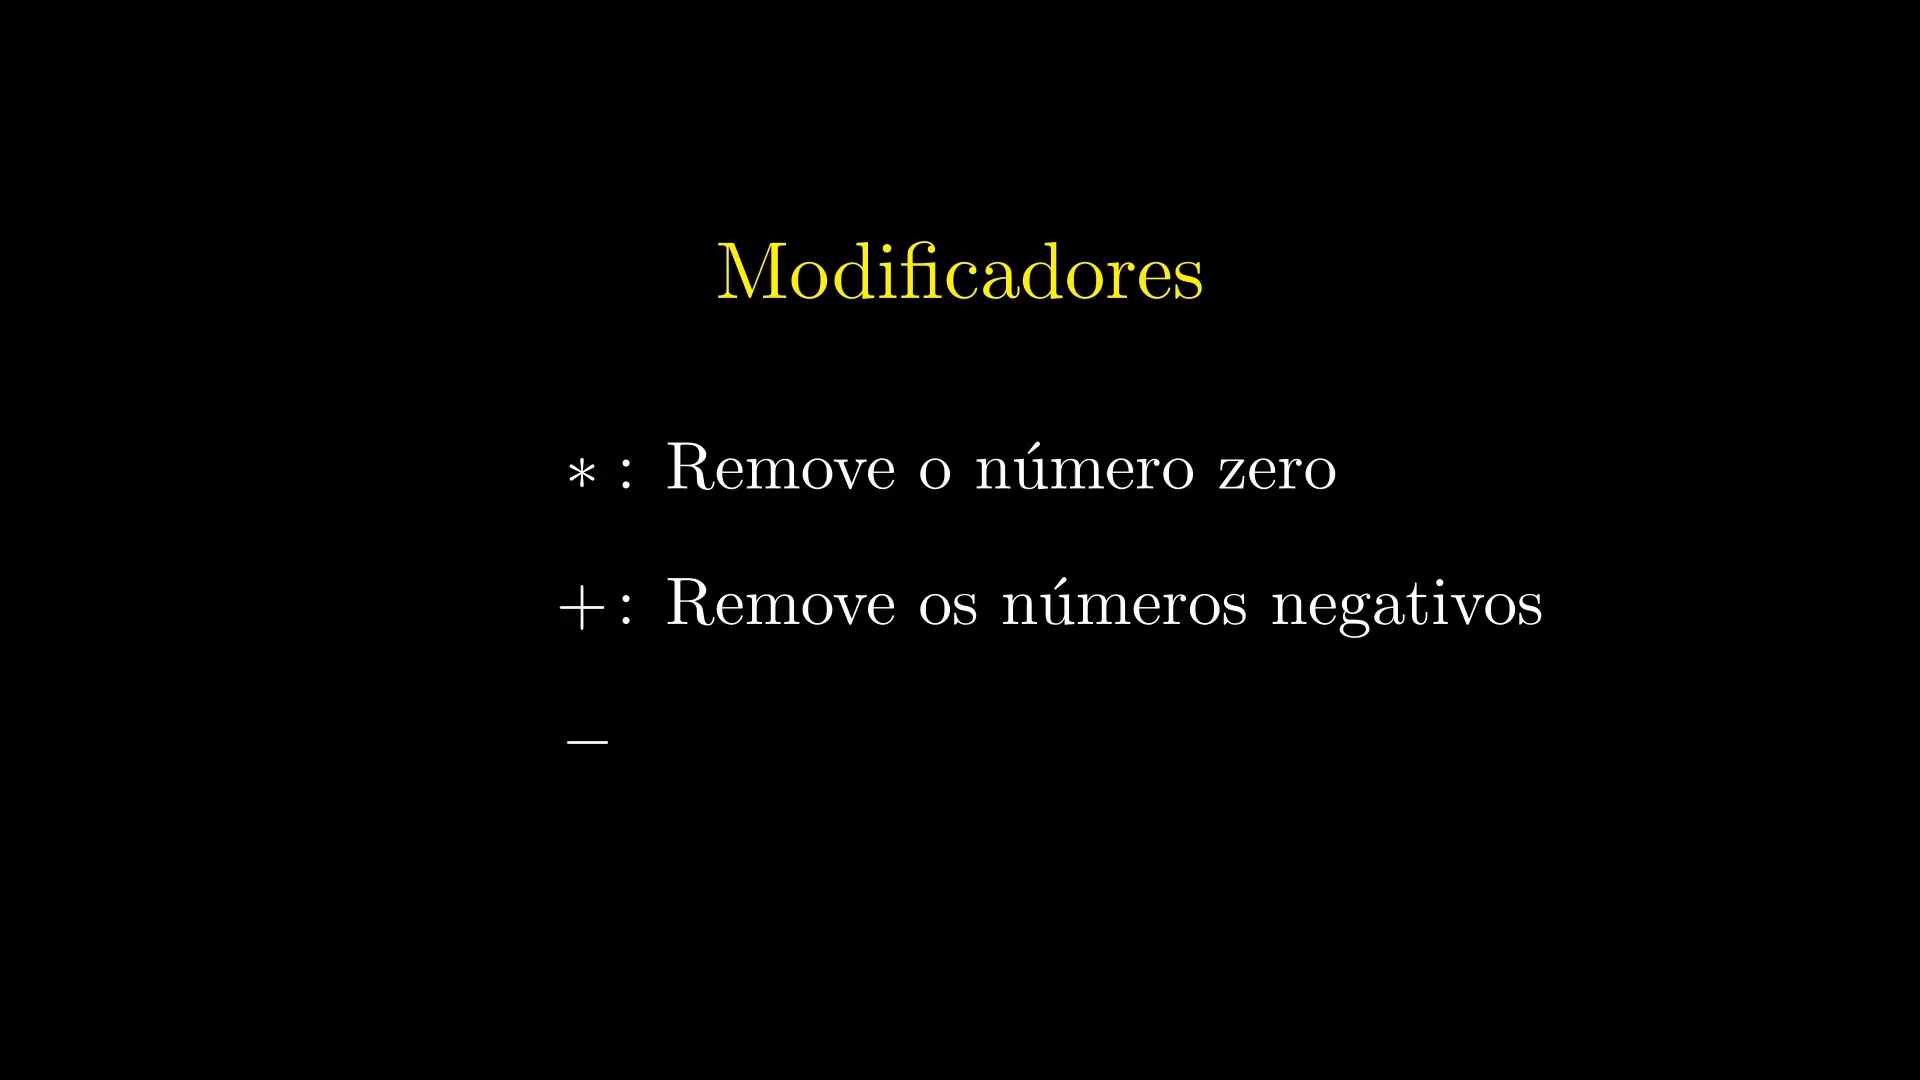 Modificadores
* : Remove o número zero
+ : Remove os números negativos
−